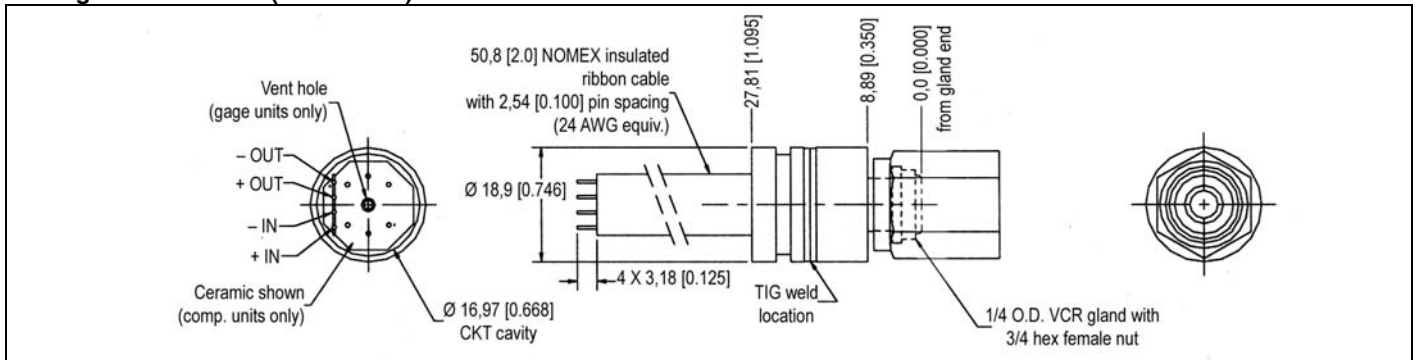 Vent hole
(gage units only)
– OUT
+ OUT
– IN
+ IN
Ceramic shown
(comp. units only)
Ø 16,97 [0.668]
CKT cavity
50,8 [2.0] NOMEX insulated
ribbon cable
with 2,54 [0.100] pin spacing
(24 AWG equiv.)
Ø 18,9 [0.746]
4 X 3,18 [0.125]
27,81 [1.095]
8,89 [0.350]
0,0 [0.000]
from gland end
TIG weld
location
1/4 O.D. VCR gland with
3/4 hex female nut